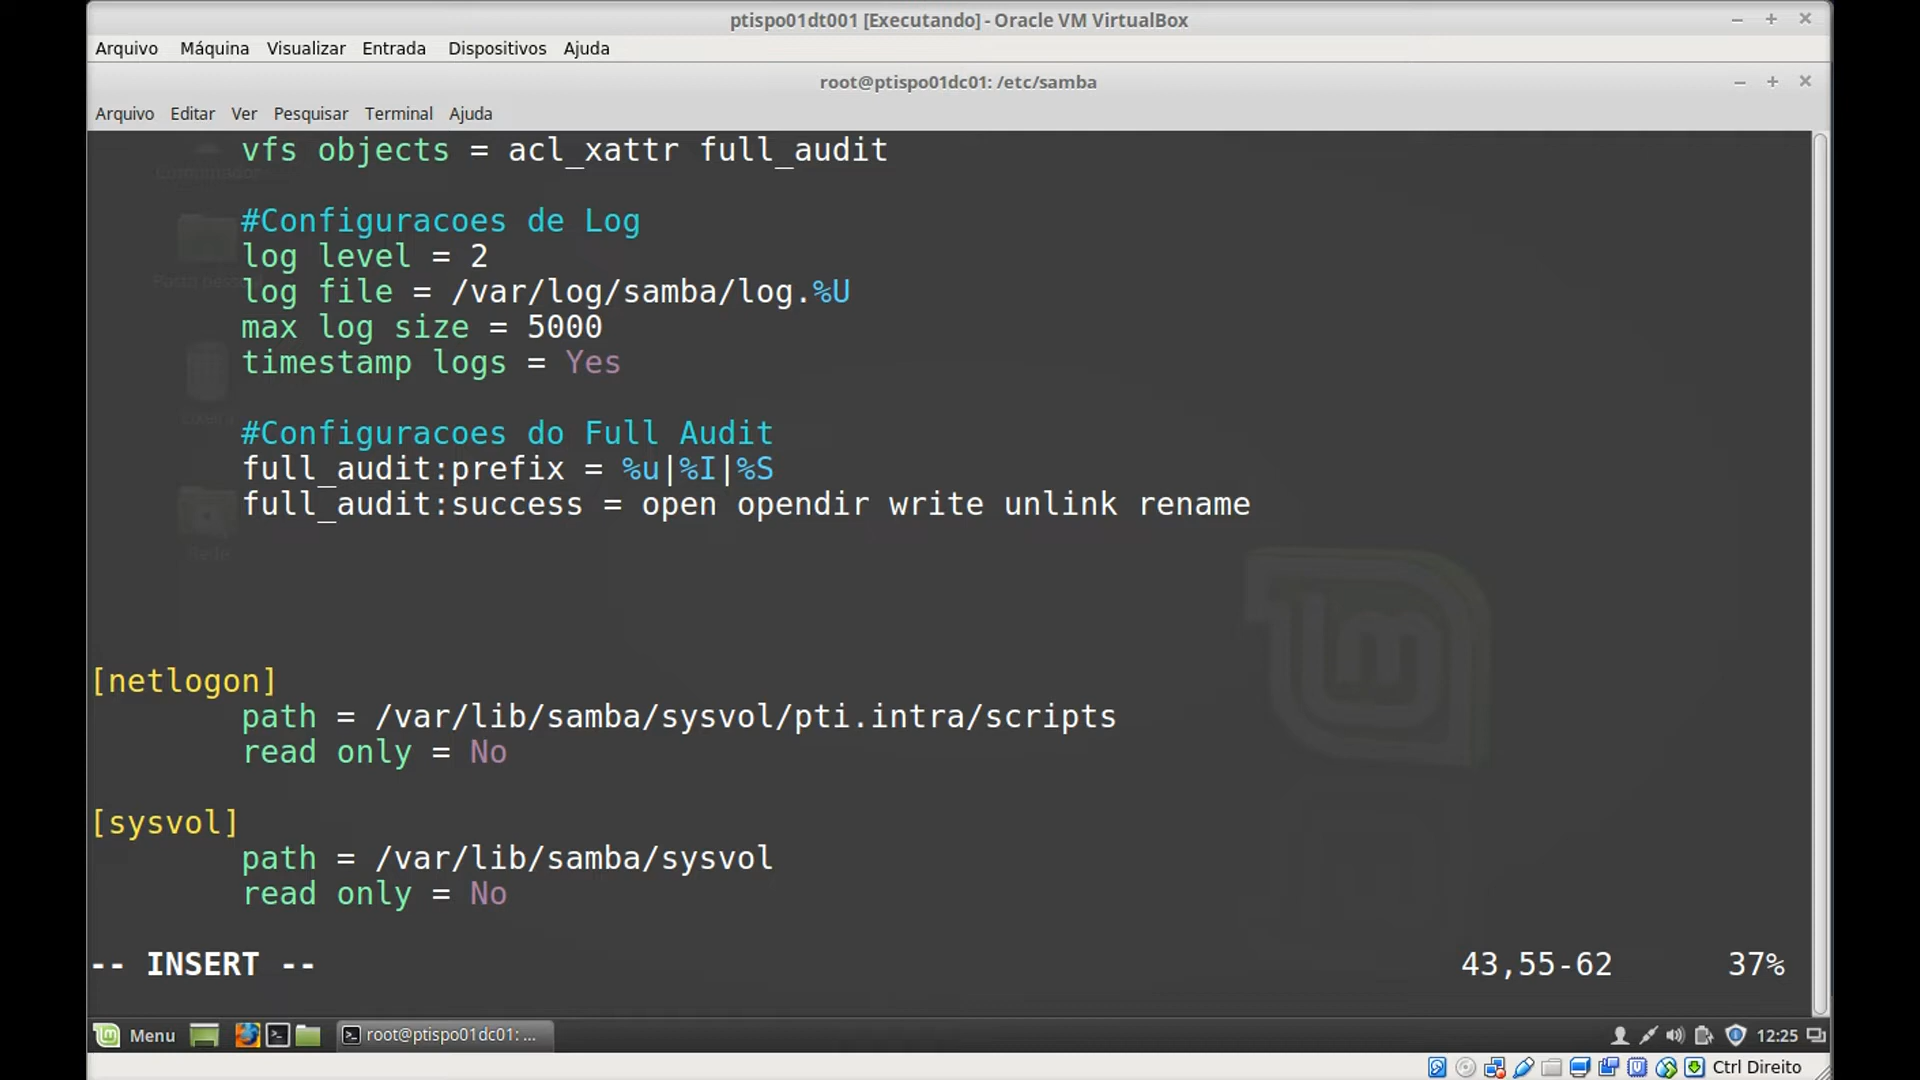 ptispo01dt001 [Executando] - Oracle VM VirtualBox
Arquivo Máquina Visualizar Entrada Dispositivos Ajuda
root@ptispo01dc01: /etc/samba
Arquivo Editar Ver Pesquisar Terminal Ajuda
vfs objects = acl_xattr full_audit
#Configuracoes de Log
log level = 2
log file = /var/log/samba/log.%U
max log size = 5000
timestamp logs = Yes
#Configuracoes do Full Audit
full_audit:prefix = %u|%I|%S
full_audit:success = open opendir write unlink rename
[netlogon]
path = /var/lib/samba/sysvol/pti.intra/scripts
read only = No
[sysvol]
path = /var/lib/samba/sysvol
read only = No
-- INSERT -- 43,55-62 37%
Menu root@ptispo01dc01: ... 12:25
Ctrl Direito